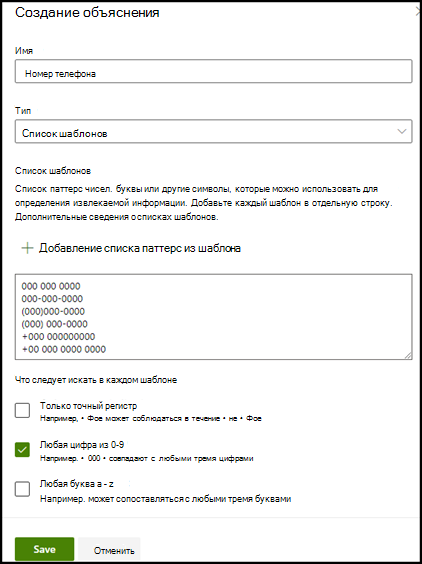 Создание объяснения
Имя
Номер телефона
Тип
Список шаблонов
Список шаблонов
Список паттерс чисел. буквы или другие символы, которые можно использовать для
определения извлекаемой информации. Добавьте каждый шаблон в отдельную строку.
Дополнительные сведения осписках шаблонов.
+ Добавление списка паттерс из шаблона
000 000 0000
000-000-0000
(000)000-0000
(000) 000-0000
+000 000000000
+00 000 0000 0000
Что следует искать в каждом шаблоне
Только точный регистр
Например, • Фое может соблюдаться в течение • не • Фое
Любая цифра из 0-9
Например. • 000 • совпадают с любыми тремя цифрами
Любая буква a - z
Например. может сопоставляться с любыми тремя буквами
Save
Отменить